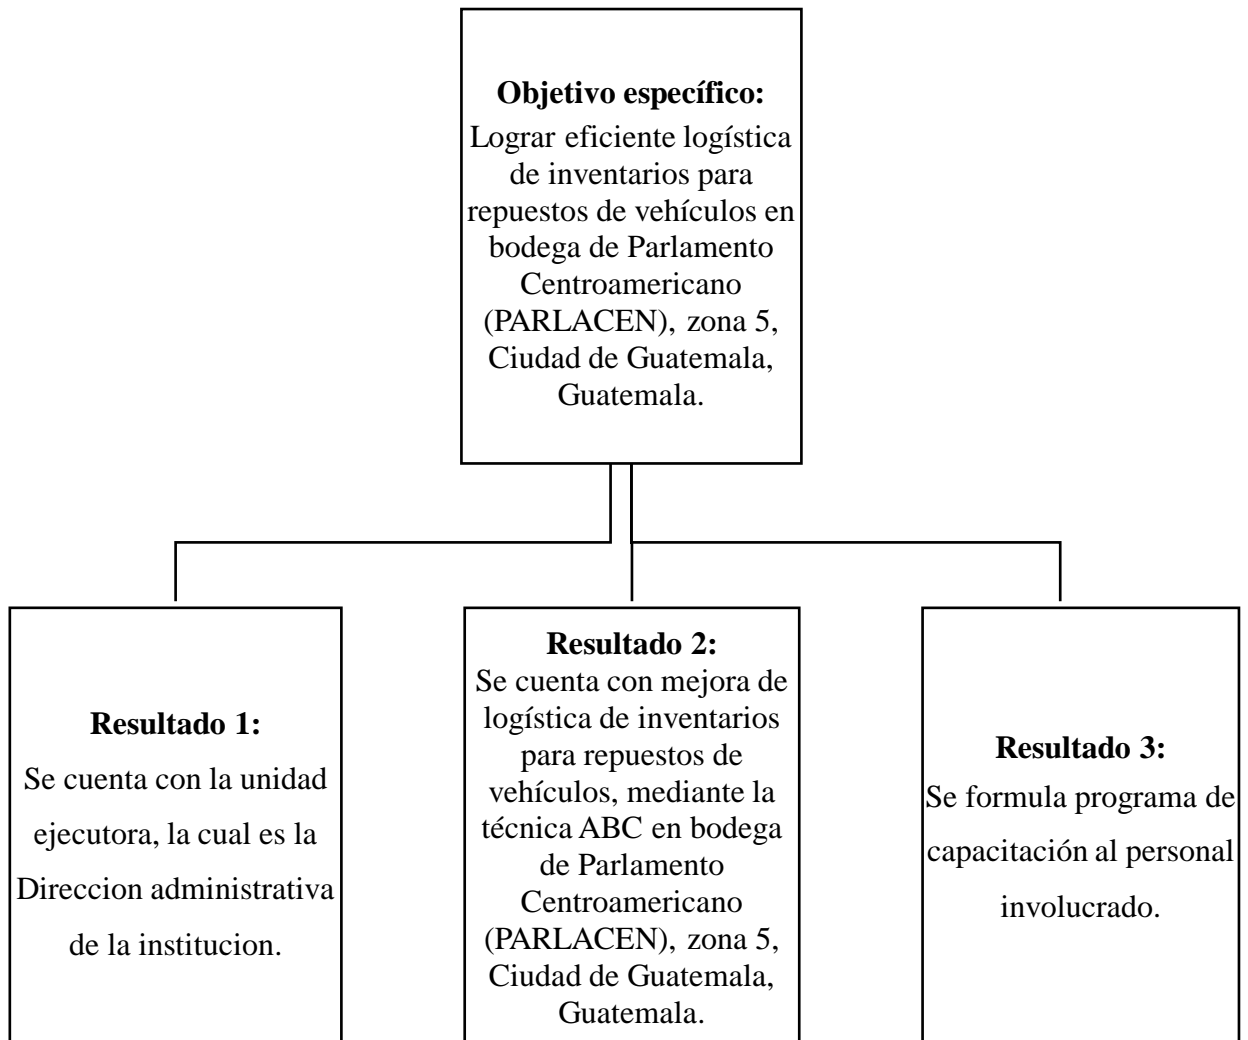 Objetivo específico:
Lograr eficiente logística
de inventarios para
repuestos de vehículos en
bodega de Parlamento
Centroamericano
(PARLACEN), zona 5,
Ciudad de Guatemala,
Guatemala.
Resultado 1:
Se cuenta con la unidad
ejecutora, la cual es la
Direccion administrativa
de la institucion.
Resultado 2:
Se cuenta con mejora de
logística de inventarios
para repuestos de
vehículos, mediante la
técnica ABC en bodega
de Parlamento
Centroamericano
(PARLACEN), zona 5,
Ciudad de Guatemala,
Guatemala.
Resultado 3:
Se formula programa de
capacitación al personal
involucrado.